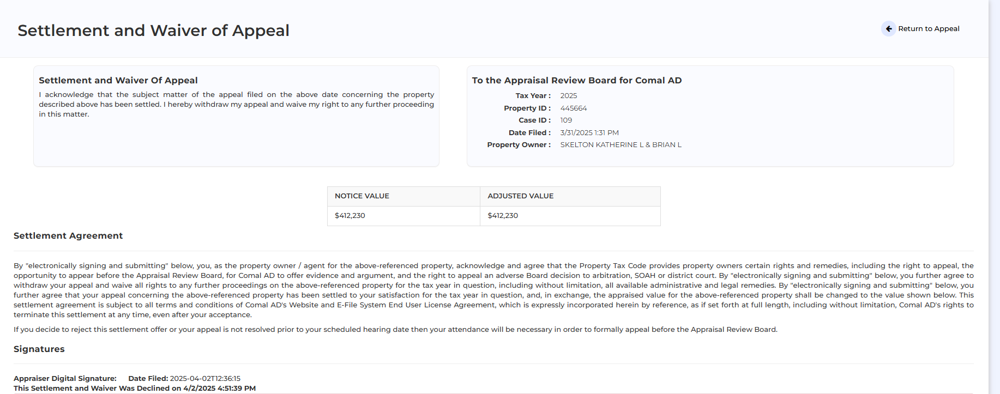 Settlement and Waiver of Appeal
Return to Appeal
Settlement and Waiver Of Appeal
I acknowledge that the subject matter of the appeal filed on the above date concerning the property
described above has been settled. I hereby withdraw my appeal and waive my right to any further proceeding
in this matter.
To the Appraisal Review Board for Comal AD
Tax Year : 2025
Property ID : 445664
Case ID : 109
Date Filed : 3/31/2025 1:31 PM
Property Owner : SKELTON KATHERINE L & BRIAN L
NOTICE VALUE ADJUSTED VALUE
$412,230 $412,230
Settlement Agreement
By "electronically signing and submitting" below, you, as the property owner / agent for the above-referenced property, acknowledge and agree that the Property Tax Code provides property owners certain rights and remedies, including the right to appeal, the
opportunity to appear before the Appraisal Review Board, for Comal AD to offer evidence and argument, and the right to appeal an adverse Board decision to arbitration, SOAH or district court. By "electronically signing and submitting" below, you further agree to
withdraw your appeal and waive all rights to any further proceedings on the above-referenced property for the tax year in question, including without limitation, all available administrative and legal remedies. By "electronically signing and submitting" below, you
further agree that your appeal concerning the above-referenced property has been settled to your satisfaction for the tax year in question, and, in exchange, the appraised value for the above-referenced property shall be changed to the value shown below. This
settlement agreement is subject to all terms and conditions of Comal AD's Website and E-File System End User License Agreement, which is expressly incorporated herein by reference, as if set forth at full length, including without limitation, Comal AD's rights to
terminate this settlement at any time, even after your acceptance.
If you decide to reject this settlement offer or your appeal is not resolved prior to your scheduled hearing date then your attendance will be necessary in order to formally appeal before the Appraisal Review Board.
Signatures
Appraiser Digital Signature: Date Filed: 2025-04-02T12:36:15
This Settlement and Waiver Was Declined on 4/2/2025 4:51:39 PM